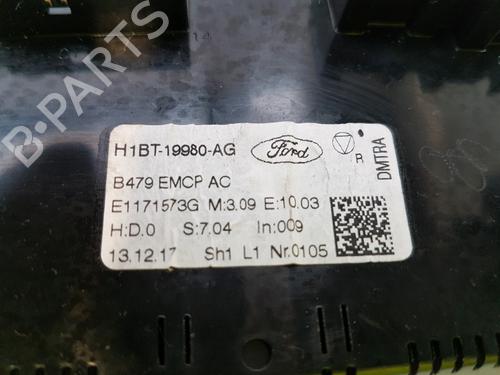 14
H1BT-19980-AG Ford
R
DMTRA
B479 EMCP AC
E1171573G M:3.09 E:10.03
H:D.0 S:7.04 In:009
13.12.17 Sh1 L1 Nr.0105
B-PARTS